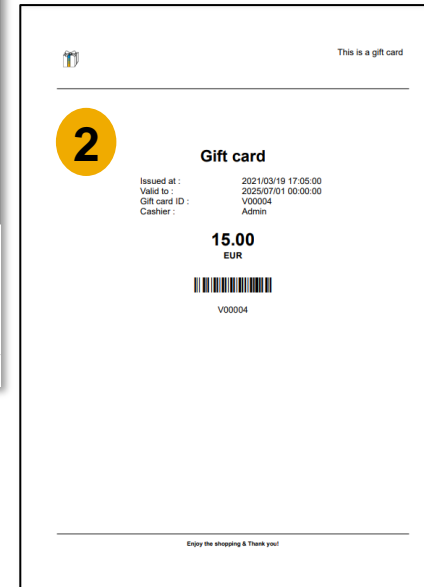 This is a gift card
2
Gift card
Issued at : 2021/03/19 17:05:00
Valid to : 2025/07/01 00:00:00
Gift card ID : V00004
Cashier : Admin
15.00
EUR
V00004
Enjoy the shopping & Thank you!